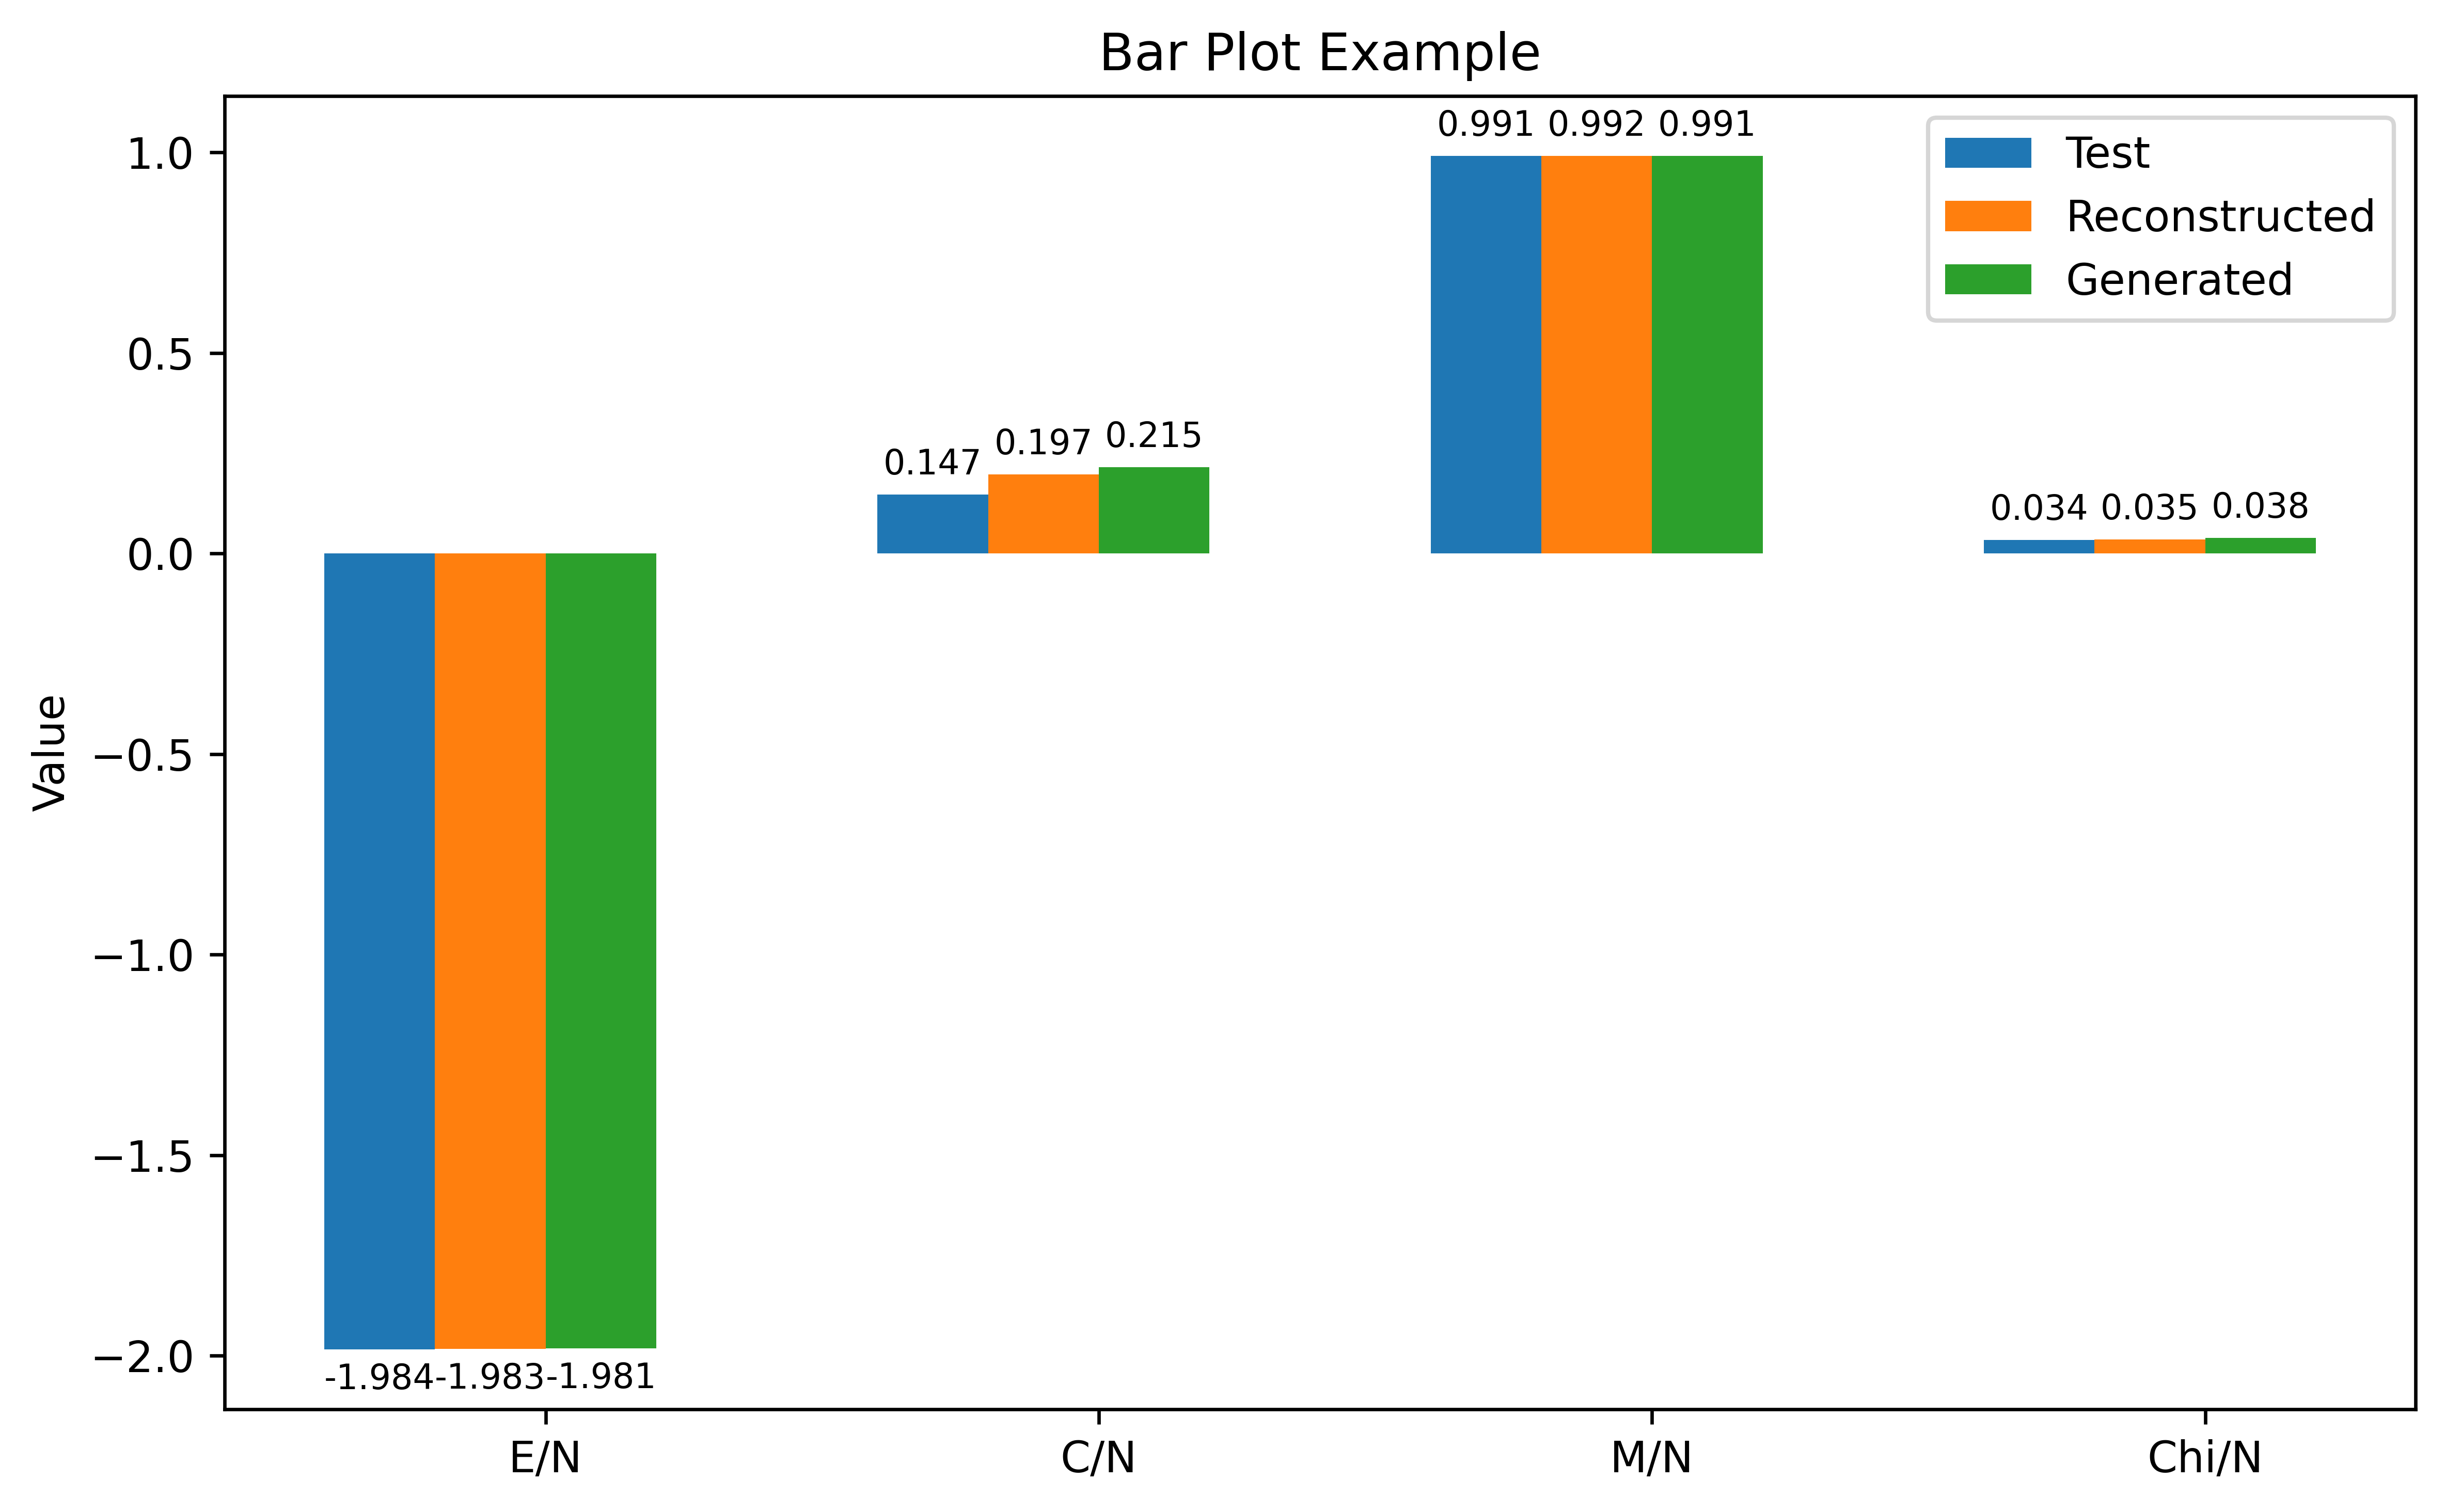 Bar Plot Example
Value
1.0
0.5
0.0
−0.5
−1.0
−1.5
−2.0
0.991 0.992 0.991
0.147 0.197 0.215
0.034 0.035 0.038
-1.984 -1.983 -1.981
Test
Reconstructed
Generated
E/N C/N M/N Chi/N